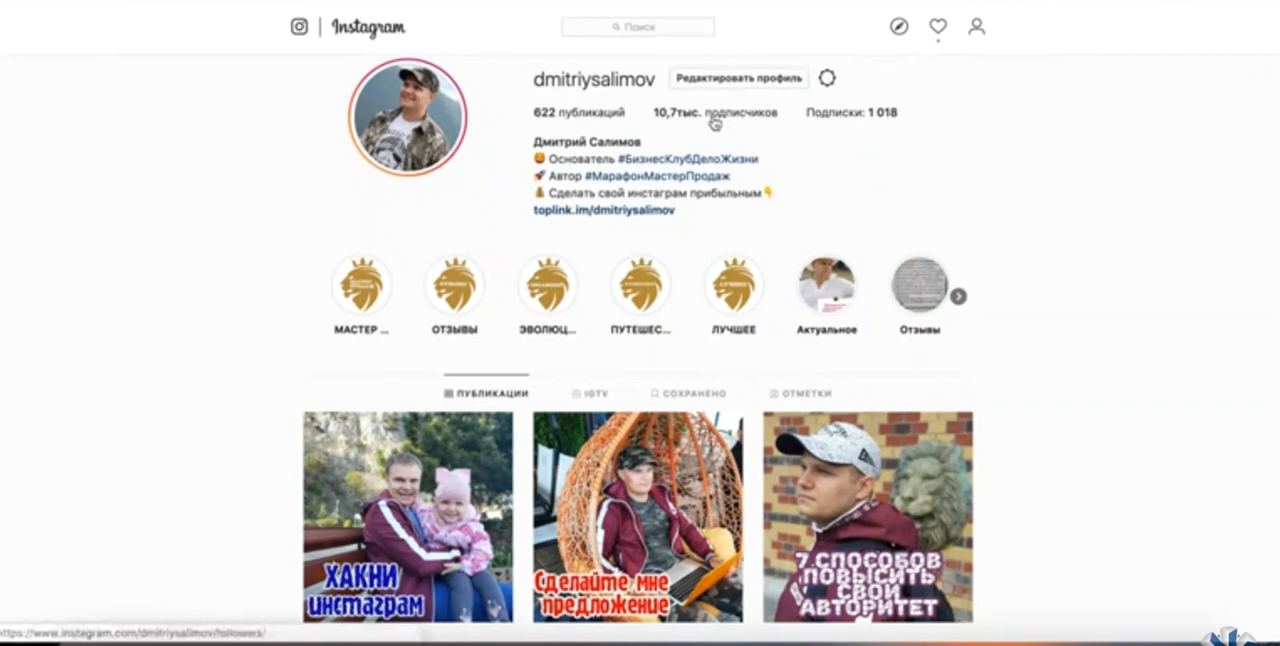 Instagram
Поиск
dmitriysalimov
Редактировать профиль
622 публикаций
10,7тыс. подписчиков
Подписки: 1 018
Дмитрий Салимов
Основатель #БизнесКлубДелоЖизни
Автор #МарафонМастерПродаж
Сделать свой инстаграм прибыльным
toplink.im/dmitriysalimov
МАСТЕР ...
ОТЗЫВЫ
ЭВОЛЮЦ...
ПУТЕШЕС...
ЛУЧШЕЕ
Актуальное
Отзывы
ПУБЛИКАЦИИ
IGTV
СОХРАНЕНО
ОТМЕТКИ
ХАКНИ
инстаграм
Сделайте мне
предложение
7 СПОСОБОВ
ПОВЫСИТЬ
СВОЙ
АВТОРИТЕТ
https://www.instagram.com/dmitriysalimov/followers/